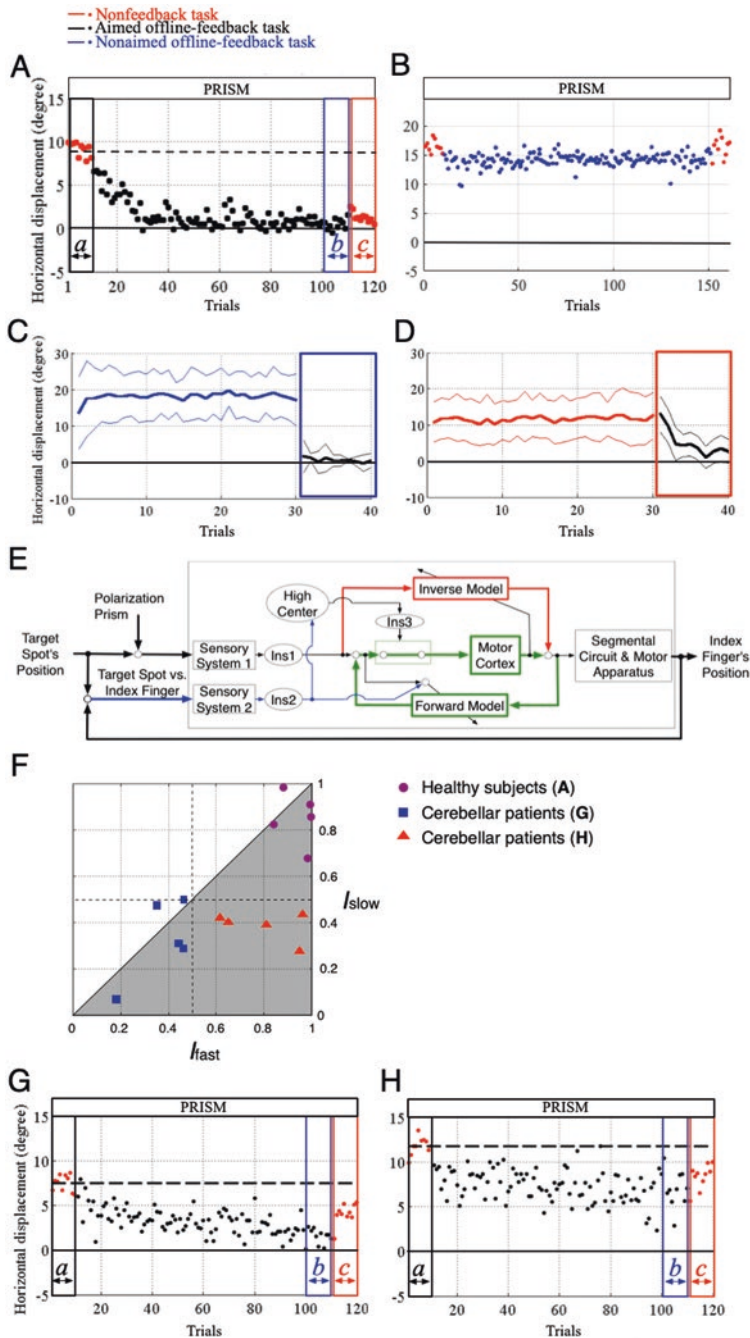 Nonfeedback task
Aimed offline-feedback task
Nonaimed offline-feedback task
A
PRISM
Horizontal displacement (degree)
15
10
5
0
-5
a
b
c
1
20
40
60
80
100
120
Trials
B
PRISM
20
15
10
5
0
-5
0
50
100
150
Trials
C
Horizontal displacement (degree)
30
20
10
0
-10
0
10
20
30
40
Trials
D
30
20
10
0
-10
0
10
20
30
40
Trials
E
Polarization
Prism
Target
Spot's
Position
Target Spot vs.
Index Finger
Sensory
System 1
Sensory
System 2
Ins1
Ins2
High
Center
Ins3
Inverse Model
Motor
Cortex
Forward Model
Segmental
Circuit & Motor
Apparatus
Index
Finger's
Position
F
1
0.8
0.6
Islow
0.4
0.2
0
0
0.2
0.4
0.6
0.8
1
Ifast
Healthy subjects (A)
Cerebellar patients (G)
Cerebellar patients (H)
G
PRISM
Horizontal displacement (degree)
15
10
5
0
-5
a
b
c
20
40
60
80
100
120
Trials
H
PRISM
15
10
5
0
-5
a
b
c
20
40
60
80
100
120
Trials